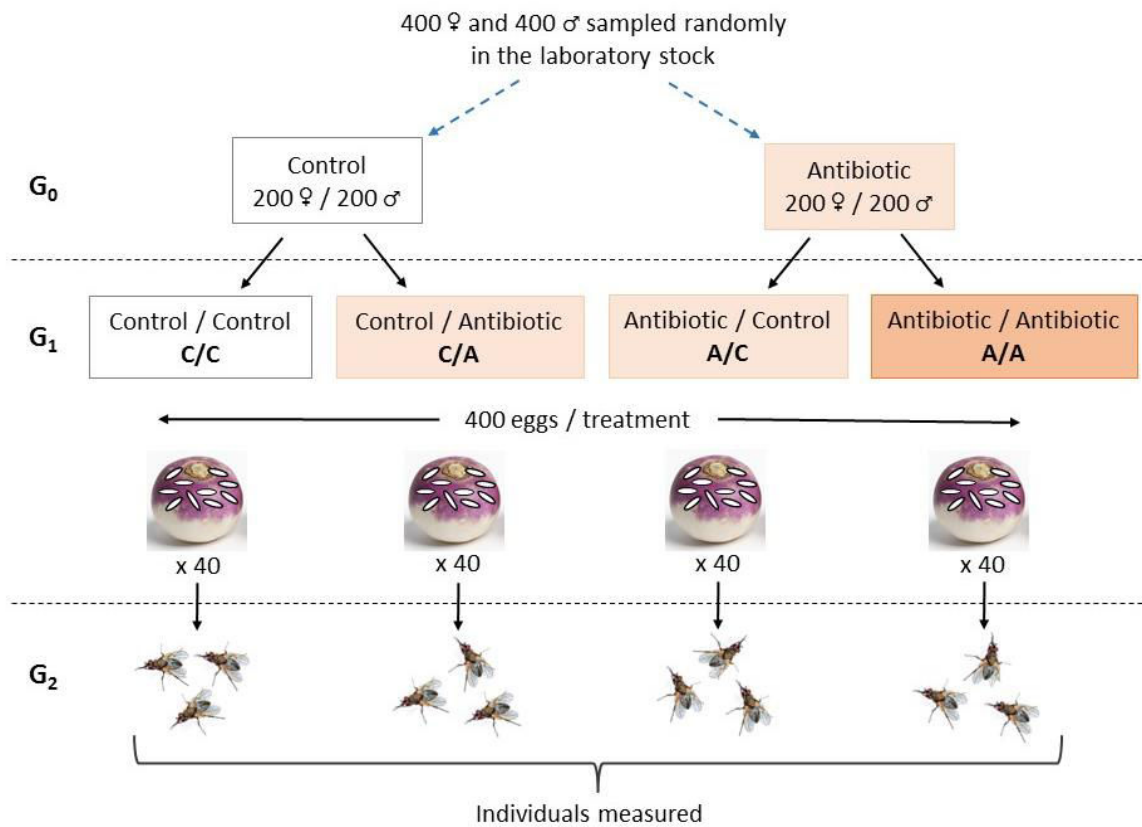 400 ♀ and 400 ♂ sampled randomly
in the laboratory stock
G₀
Control
200 ♀ / 200 ♂
Antibiotic
200 ♀ / 200 ♂
G₁
Control / Control
C/C
Control / Antibiotic
C/A
Antibiotic / Control
A/C
Antibiotic / Antibiotic
A/A
400 eggs / treatment
x 40
x 40
x 40
x 40
G₂
Individuals measured